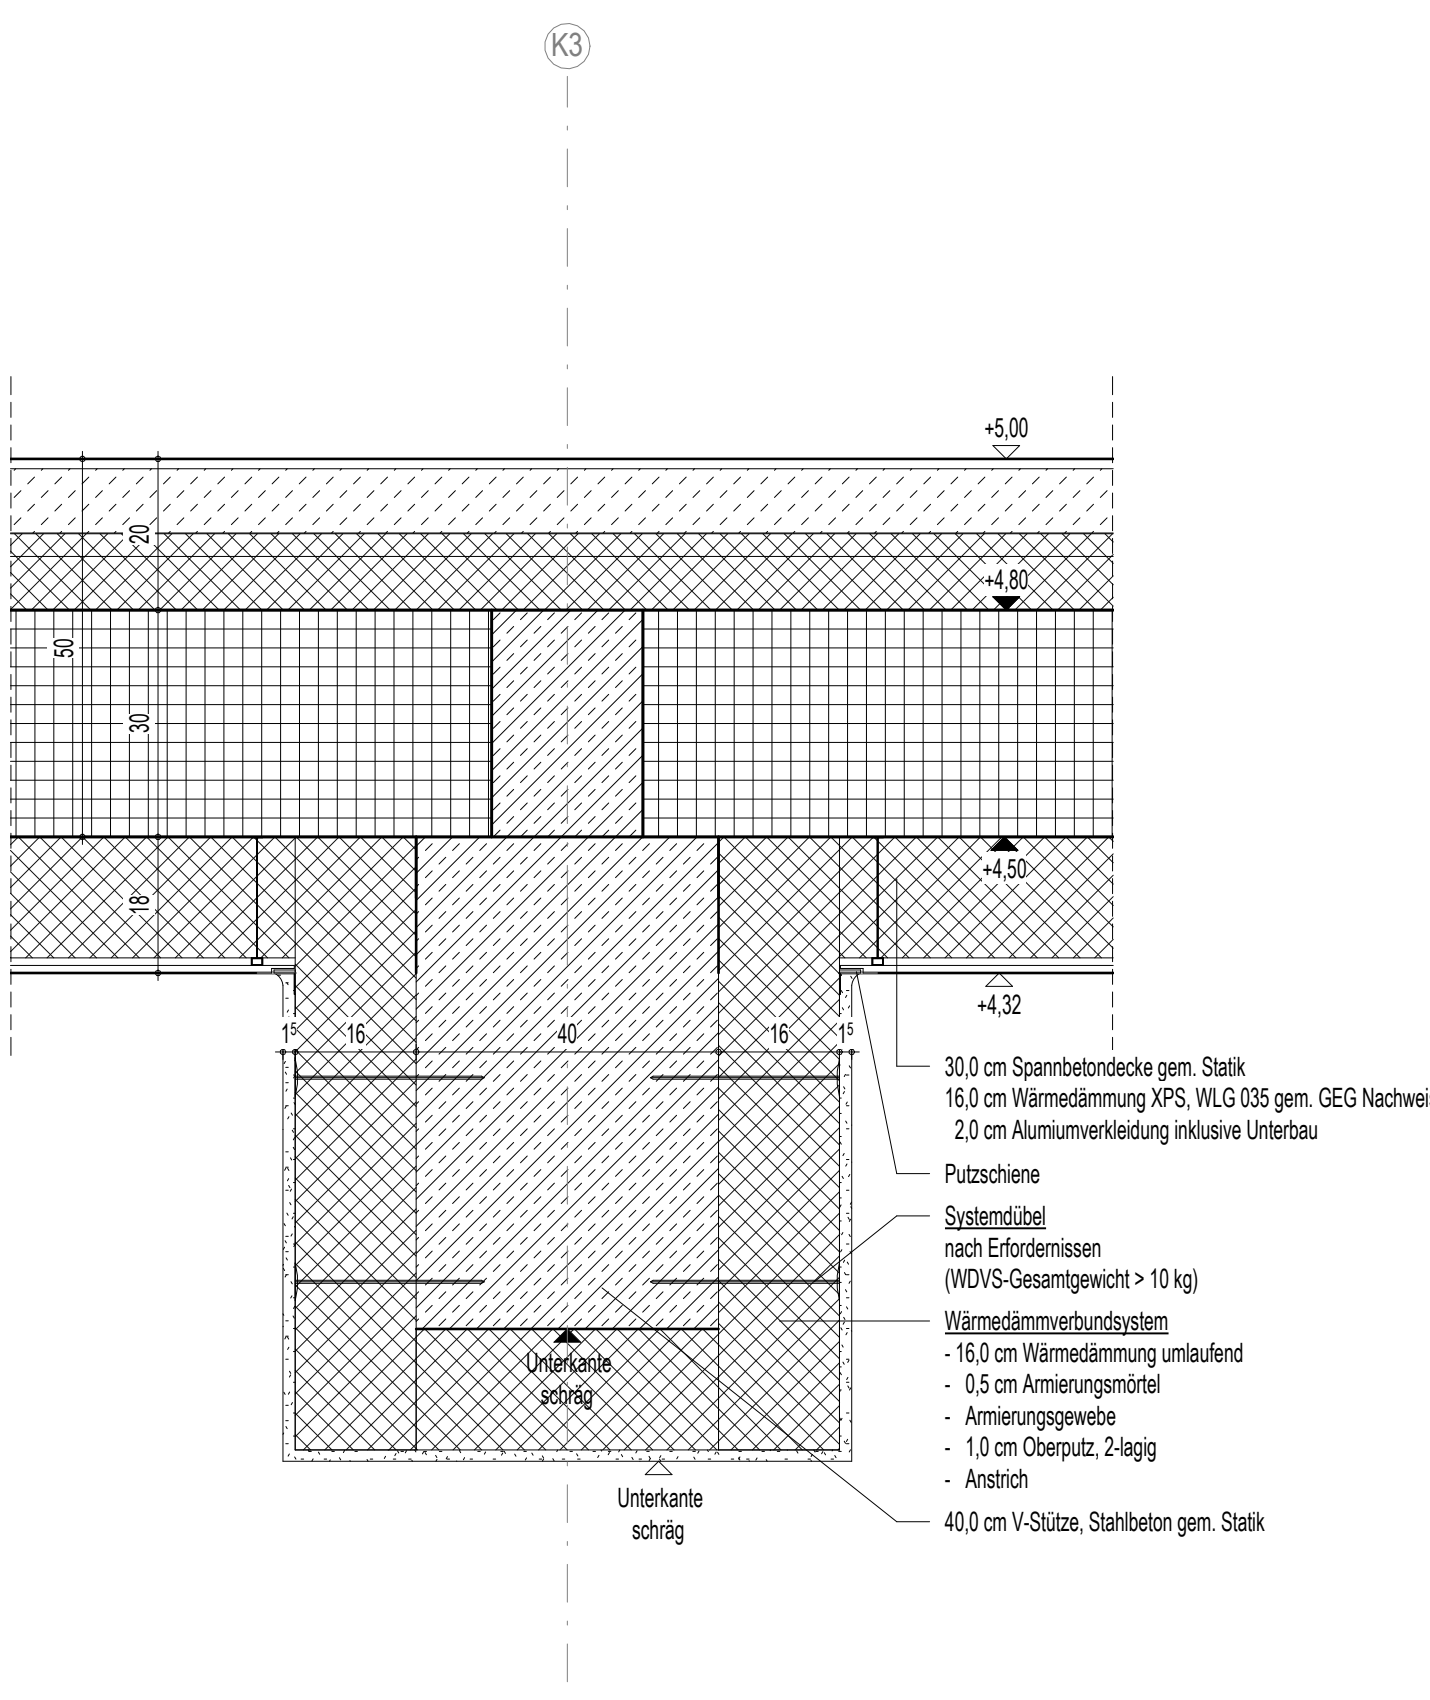 K3
+5,00
20
+4,80
50
30
+4,50
18
+4,32
1⁵
16
40
16
1⁵
30,0 cm Spannbetondecke gem. Statik
16,0 cm Wärmedämmung XPS, WLG 035 gem. GEG Nachweis
2,0 cm Alumiumverkleidung inklusive Unterbau
Putzschiene
Systemdübel
nach Erfordernissen
(WDVS-Gesamtgewicht > 10 kg)
Wärmedämmverbundsystem
- 16,0 cm Wärmedämmung umlaufend
- 0,5 cm Armierungsmörtel
- Armierungsgewebe
- 1,0 cm Oberputz, 2-lagig
- Anstrich
40,0 cm V-Stütze, Stahlbeton gem. Statik
Unterkante
schräg
Unterkante
schräg